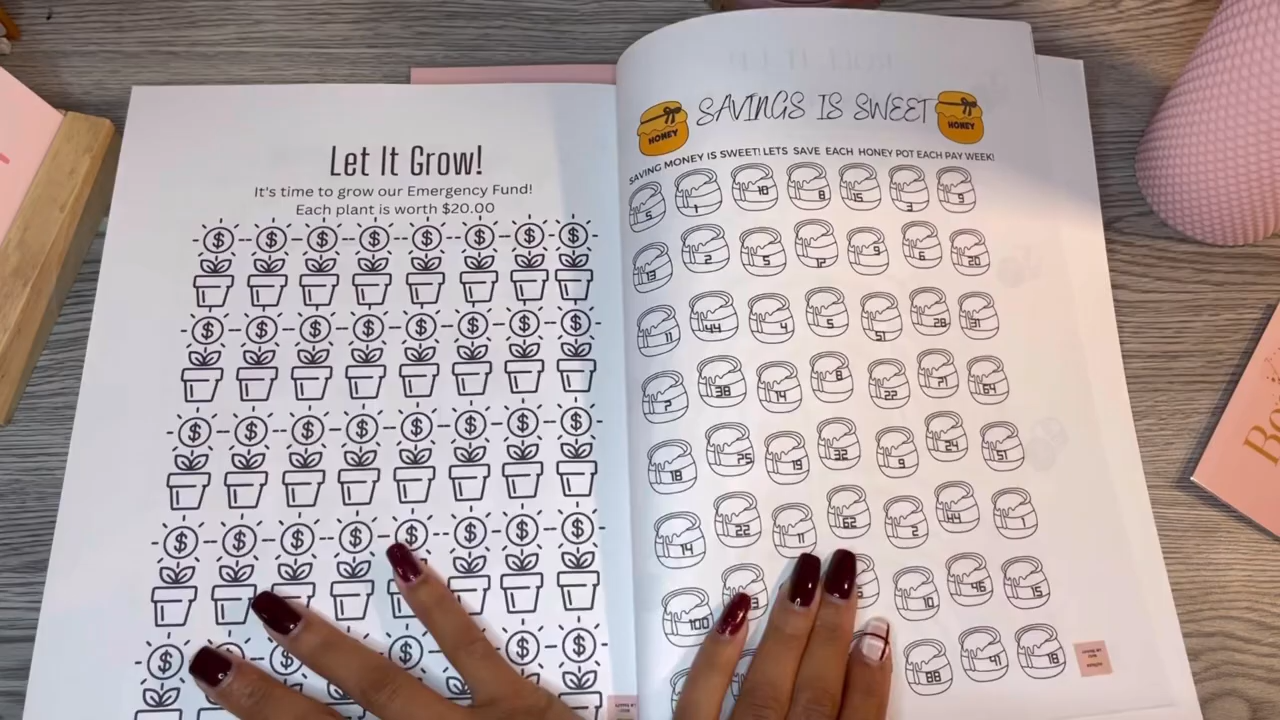 Let It Grow!
It's time to grow our Emergency Fund!
Each plant is worth $20.00
$ $ $ $ $ $ $ $
$ $ $ $ $ $ $ $
$ $ $ $ $ $ $ $
$ $ $ $ $ $ $ $
$ $ $ $ $ $
HONEY SAVINGS IS SWEET HONEY
SAVING MONEY IS SWEET! LETS SAVE EACH HONEY POT EACH PAY WEEK!
5 1 10 8 15 3 9
13 2 5 12 9 6 20
11 44 4 5 51 28 31
7 38 14 8 22 71 64
18 75 19 32 9 24 51
14 22 11 62 2 44 1
100 3 10 46 15
88 41 18